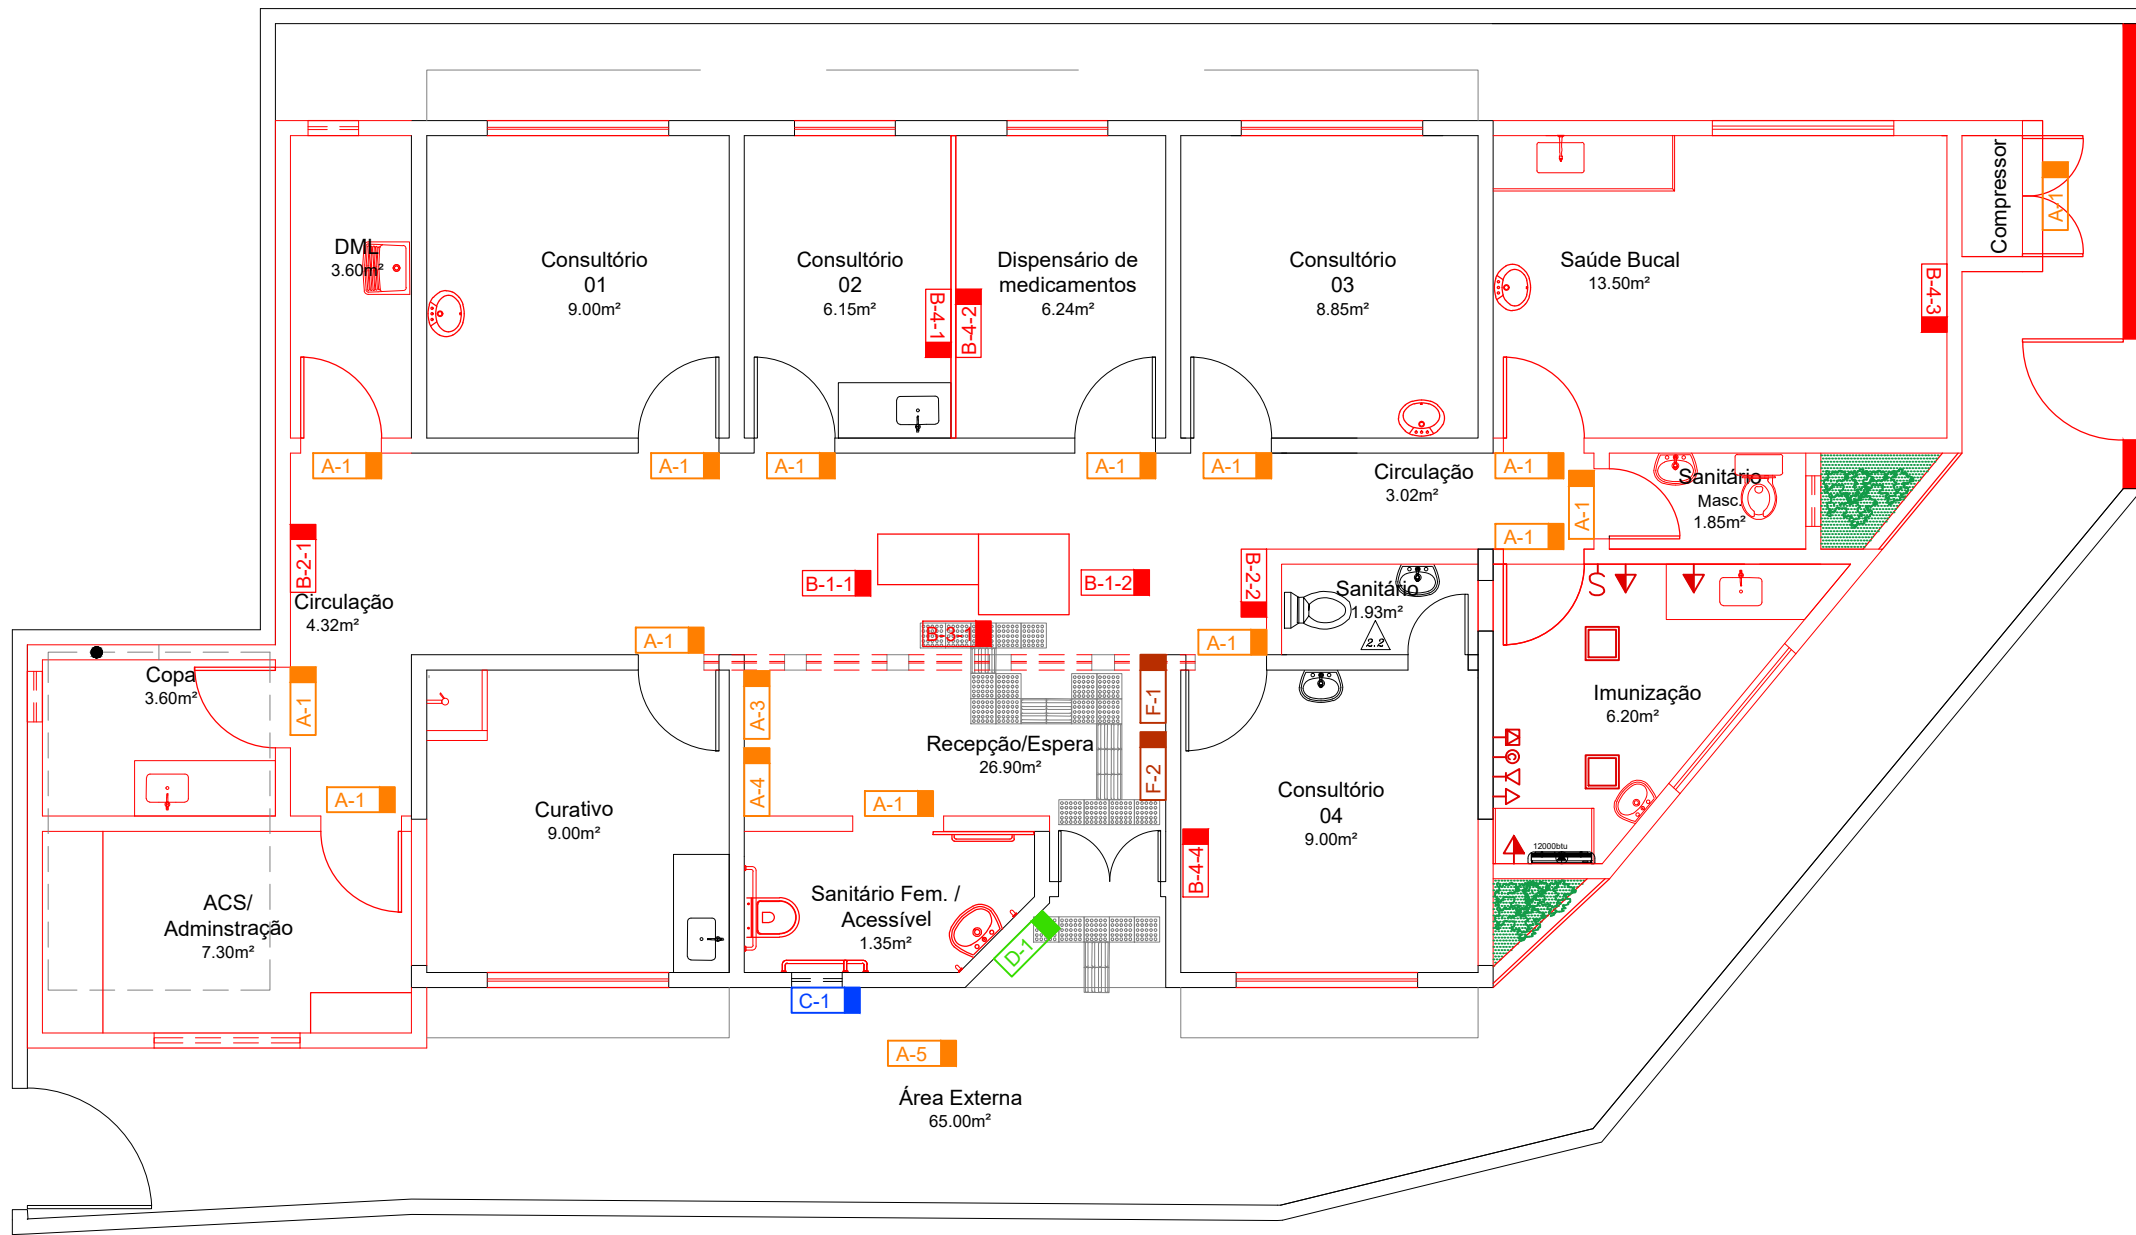 DML
3.60m²
Consultório
01
9.00m²
Consultório
02
6.15m²
B-4-1
B-4-2
Dispensário de
medicamentos
6.24m²
Consultório
03
8.85m²
Saúde Bucal
13.50m²
B-4-3
Compressor
A-1
A-1
A-1
A-1
A-1
A-1
A-1
Circulação
3.02m²
A-1
A-1
Sanitário
Masc.
1.85m²
B-2-1
Circulação
4.32m²
B-1-1
B-1-2
B-2-2
B-3-1
Sanitário
1.93m²
2.2
S
A-1
A-1
Copa
3.60m²
A-1
A-3
A-4
F-1
F-2
Recepção/Espera
26.90m²
Imunização
6.20m²
C
A-1
A-1
Curativo
9.00m²
Consultório
04
9.00m²
B-4-4
12000btu
ACS/
Adminstração
7.30m²
Sanitário Fem. /
Acessível
1.35m²
D-1
C-1
A-5
Área Externa
65.00m²